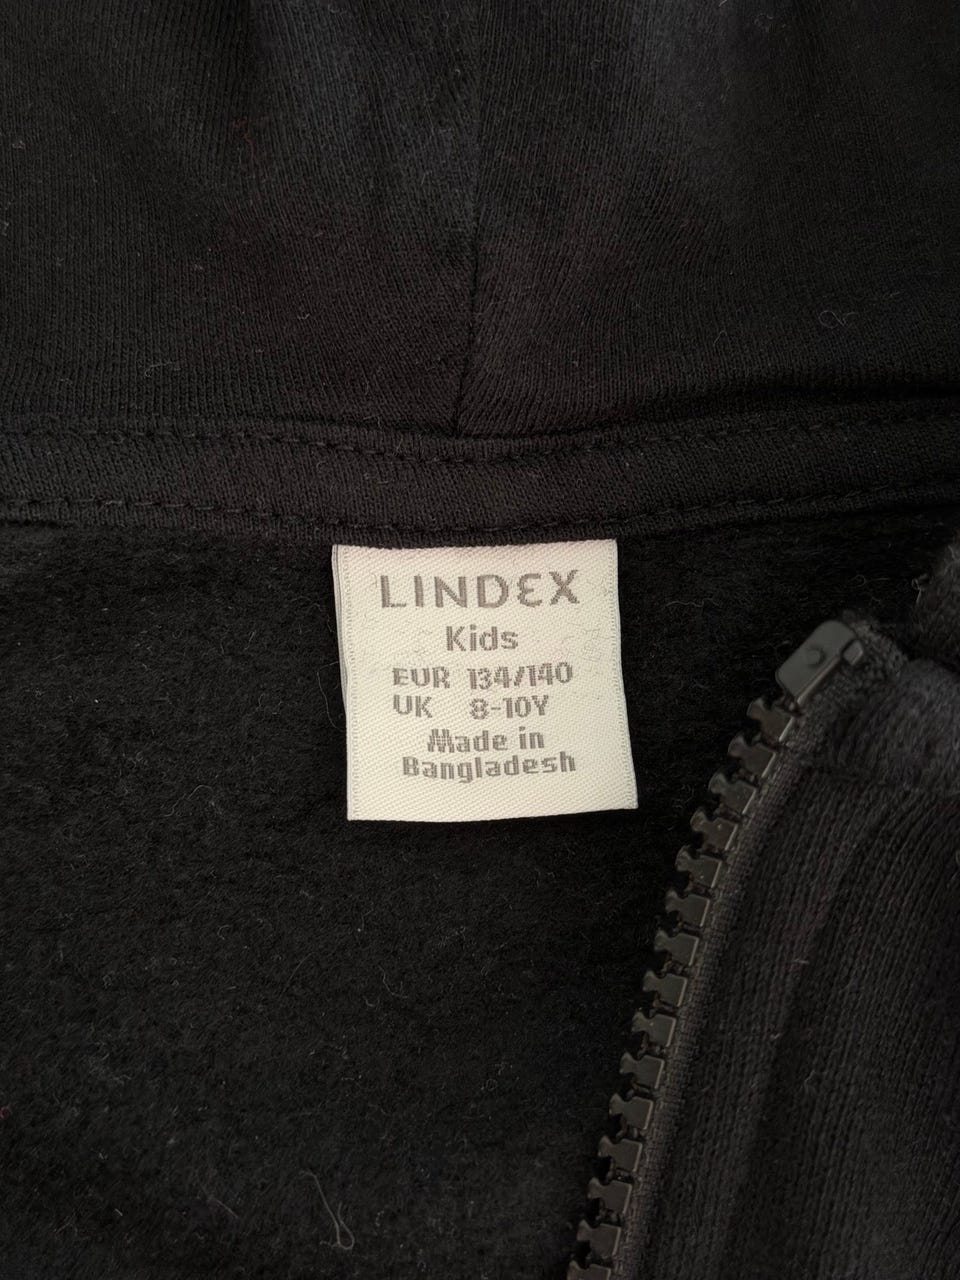 LINDEX
Kids
EUR 134/140
UK 8-10Y
Made in
Bangladesh